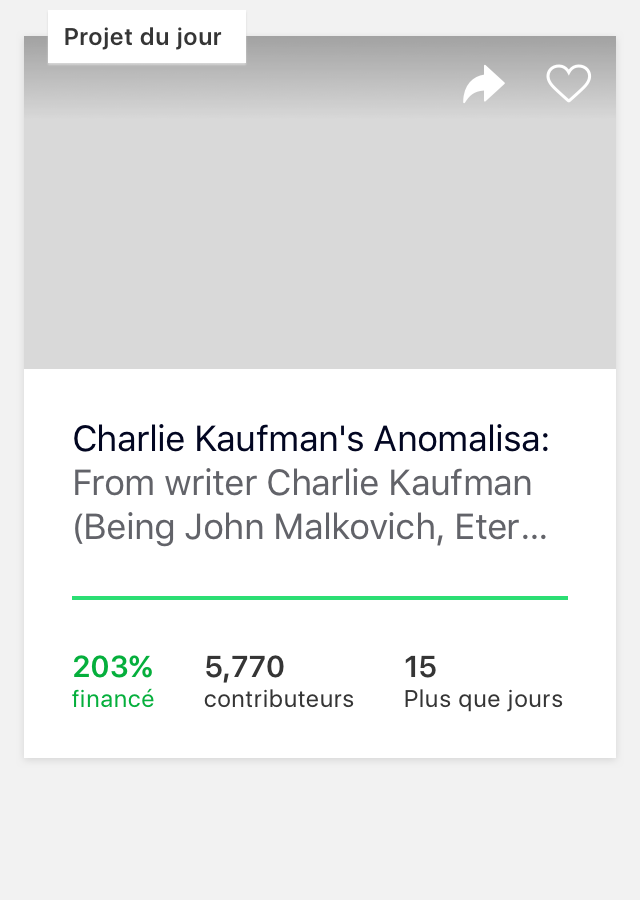 Projet du jour
Charlie Kaufman's Anomalisa:
From writer Charlie Kaufman
(Being John Malkovich, Eter...
203% 5,770 15
financé contributeurs Plus que jours